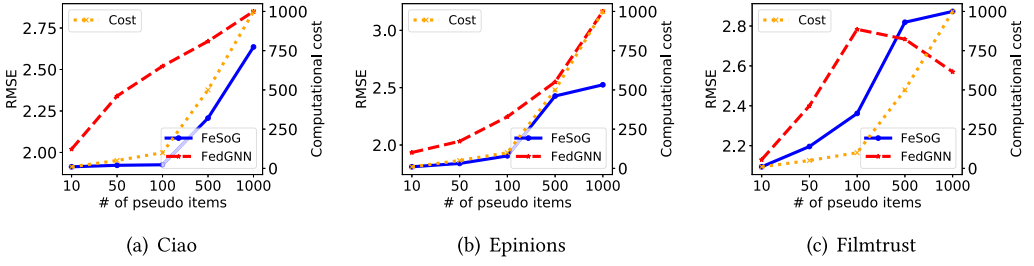 Cost
FeSoG
FedGNN
RMSE
2.75
2.50
2.25
2.00
Computational cost
1000
750
500
250
0
10 50 100 500 1000
# of pseudo items
(a) Ciao
Cost
FeSoG
FedGNN
RMSE
3.0
2.5
2.0
Computational cost
1000
750
500
250
0
10 50 100 500 1000
# of pseudo items
(b) Epinions
Cost
FeSoG
FedGNN
RMSE
2.8
2.6
2.4
2.2
Computational cost
1000
750
500
250
0
10 50 100 500 1000
# of pseudo items
(c) Filmtrust